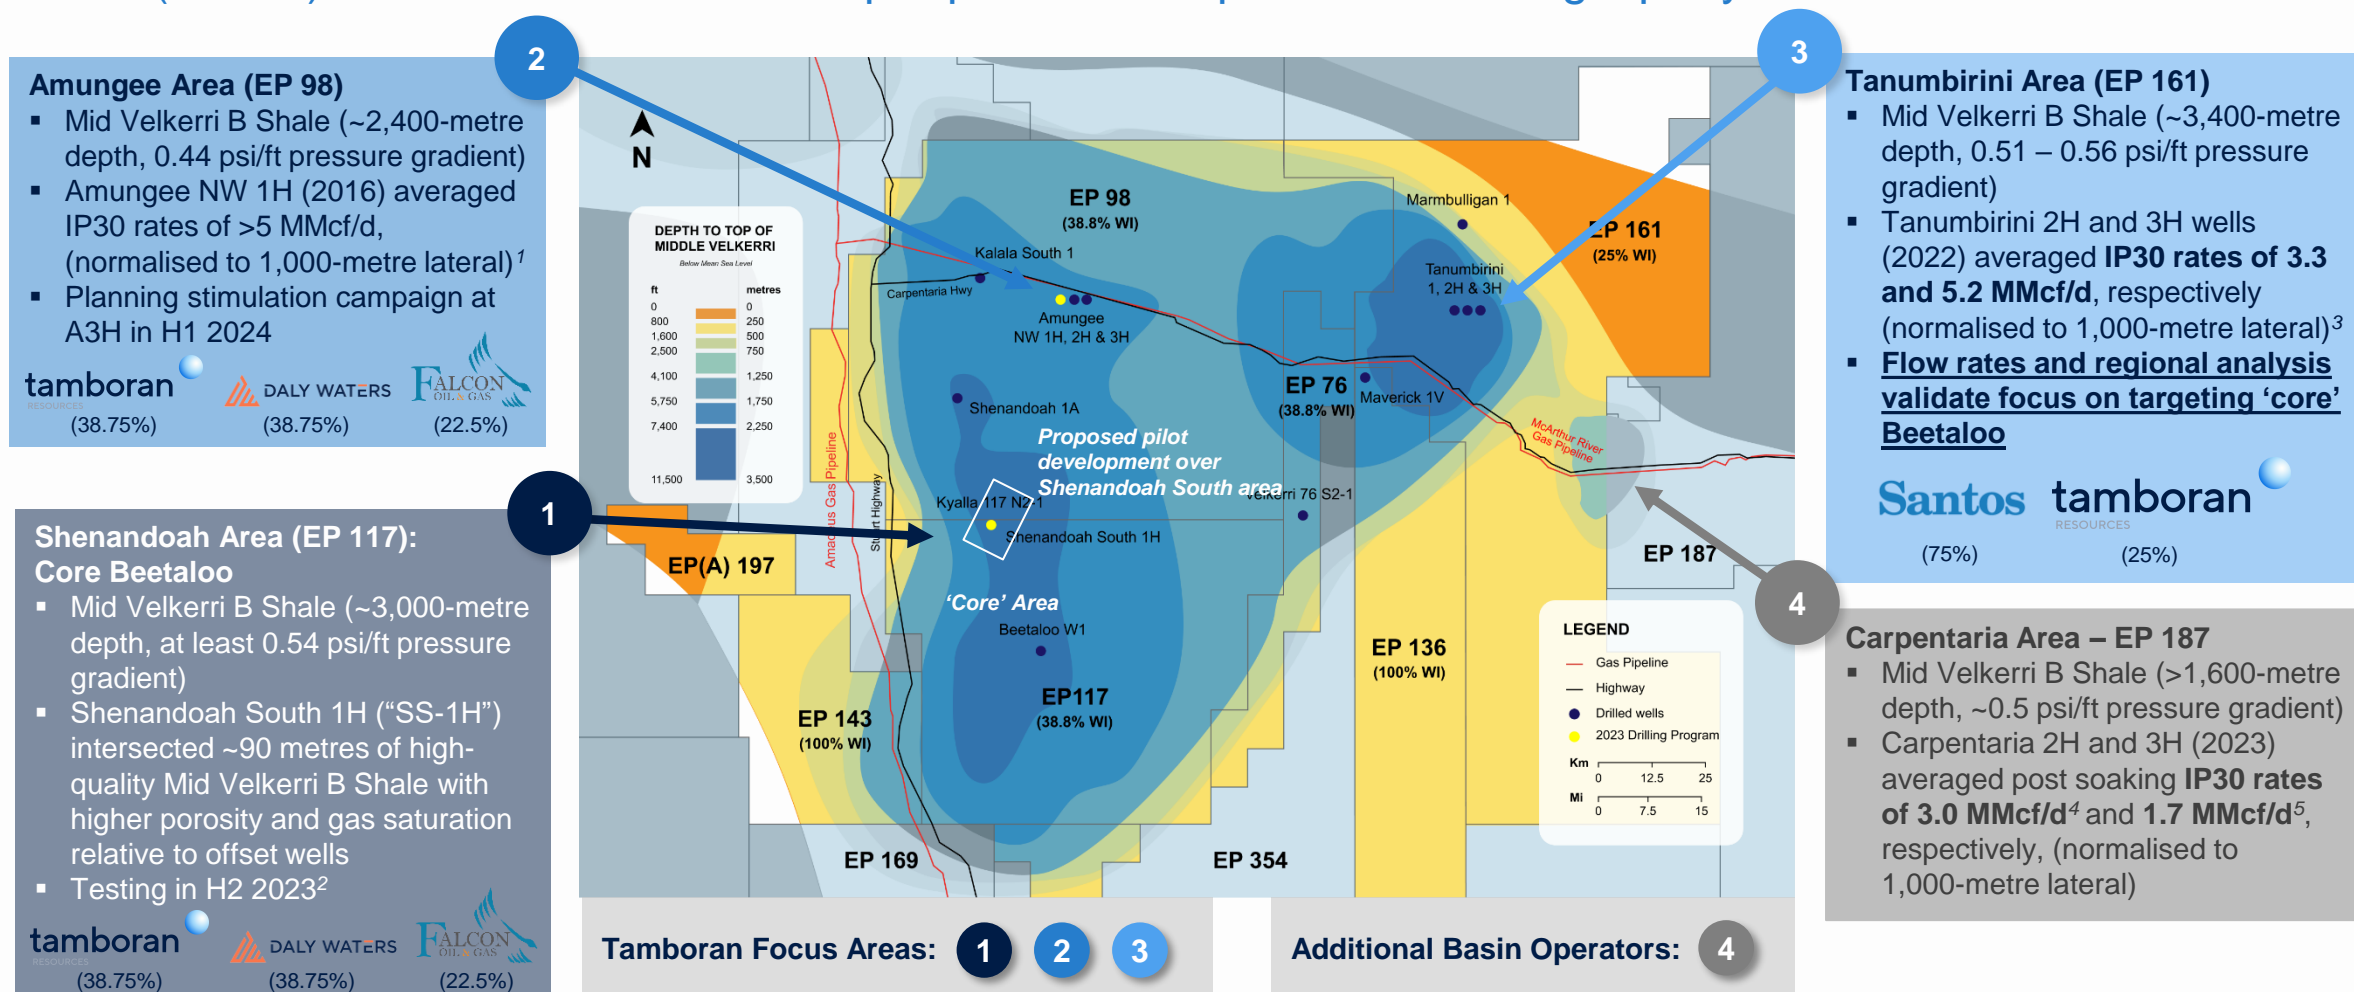 2
3
Amungee Area (EP 98)
▪ Mid Velkerri B Shale (~2,400-metre
depth, 0.44 psi/ft pressure gradient)
▪ Amungee NW 1H (2016) averaged
IP30 rates of >5 MMcf/d,
(normalised to 1,000-metre lateral)1
▪ Planning stimulation campaign at
A3H in H1 2024
tamboran
RESOURCES
DALY WATERS
FALCON
OIL & GAS
(38.75%)
(38.75%)
(22.5%)
1
Shenandoah Area (EP 117):
Core Beetaloo
▪ Mid Velkerri B Shale (~3,000-metre
depth, at least 0.54 psi/ft pressure
gradient)
▪ Shenandoah South 1H (“SS-1H”)
intersected ~90 metres of high-
quality Mid Velkerri B Shale with
higher porosity and gas saturation
relative to offset wells
▪ Testing in H2 20232
tamboran
RESOURCES
DALY WATERS
FALCON
OIL & GAS
(38.75%)
(38.75%)
(22.5%)
N
DEPTH TO TOP OF
MIDDLE VELKERRI
Below Mean Sea Level
ft metres
0 0
800 250
1,600 500
2,500 750
4,100 1,250
5,750 1,750
7,400 2,250
11,500 3,500
EP 98
(38.8% WI)
Marmbulligan 1
EP 161
(25% WI)
Kalala South 1
Carpentaria Hwy
Tanumbirini
1, 2H & 3H
Amungee
NW 1H, 2H & 3H
EP 76
(38.8% WI)
Maverick 1V
Shenandoah 1A
McArthur River
Gas Pipeline
Proposed pilot
development over
Shenandoah South area
Amadeus Gas Pipeline
Stuart Highway
Kyalla 117 N2-1
Velkerri 76 S2-1
Shenandoah South 1H
EP(A) 197
EP 187
‘Core’ Area
Beetaloo W1
EP 136
(100% WI)
EP117
(38.8% WI)
EP 143
(100% WI)
EP 169
EP 354
LEGEND
Gas Pipeline
Highway
Drilled wells
2023 Drilling Program
Km
0 12.5 25
Mi
0 7.5 15
Tanumbirini Area (EP 161)
▪ Mid Velkerri B Shale (~3,400-metre
depth, 0.51 – 0.56 psi/ft pressure
gradient)
▪ Tanumbirini 2H and 3H wells
(2022) averaged IP30 rates of 3.3
and 5.2 MMcf/d, respectively
(normalised to 1,000-metre lateral)3
▪ Flow rates and regional analysis
validate focus on targeting ‘core’
Beetaloo
Santos
tamboran
RESOURCES
(75%)
(25%)
4
Carpentaria Area – EP 187
▪ Mid Velkerri B Shale (>1,600-metre
depth, ~0.5 psi/ft pressure gradient)
▪ Carpentaria 2H and 3H (2023)
averaged post soaking IP30 rates
of 3.0 MMcf/d4 and 1.7 MMcf/d5,
respectively, (normalised to
1,000-metre lateral)
Tamboran Focus Areas: 1 2 3
Additional Basin Operators: 4